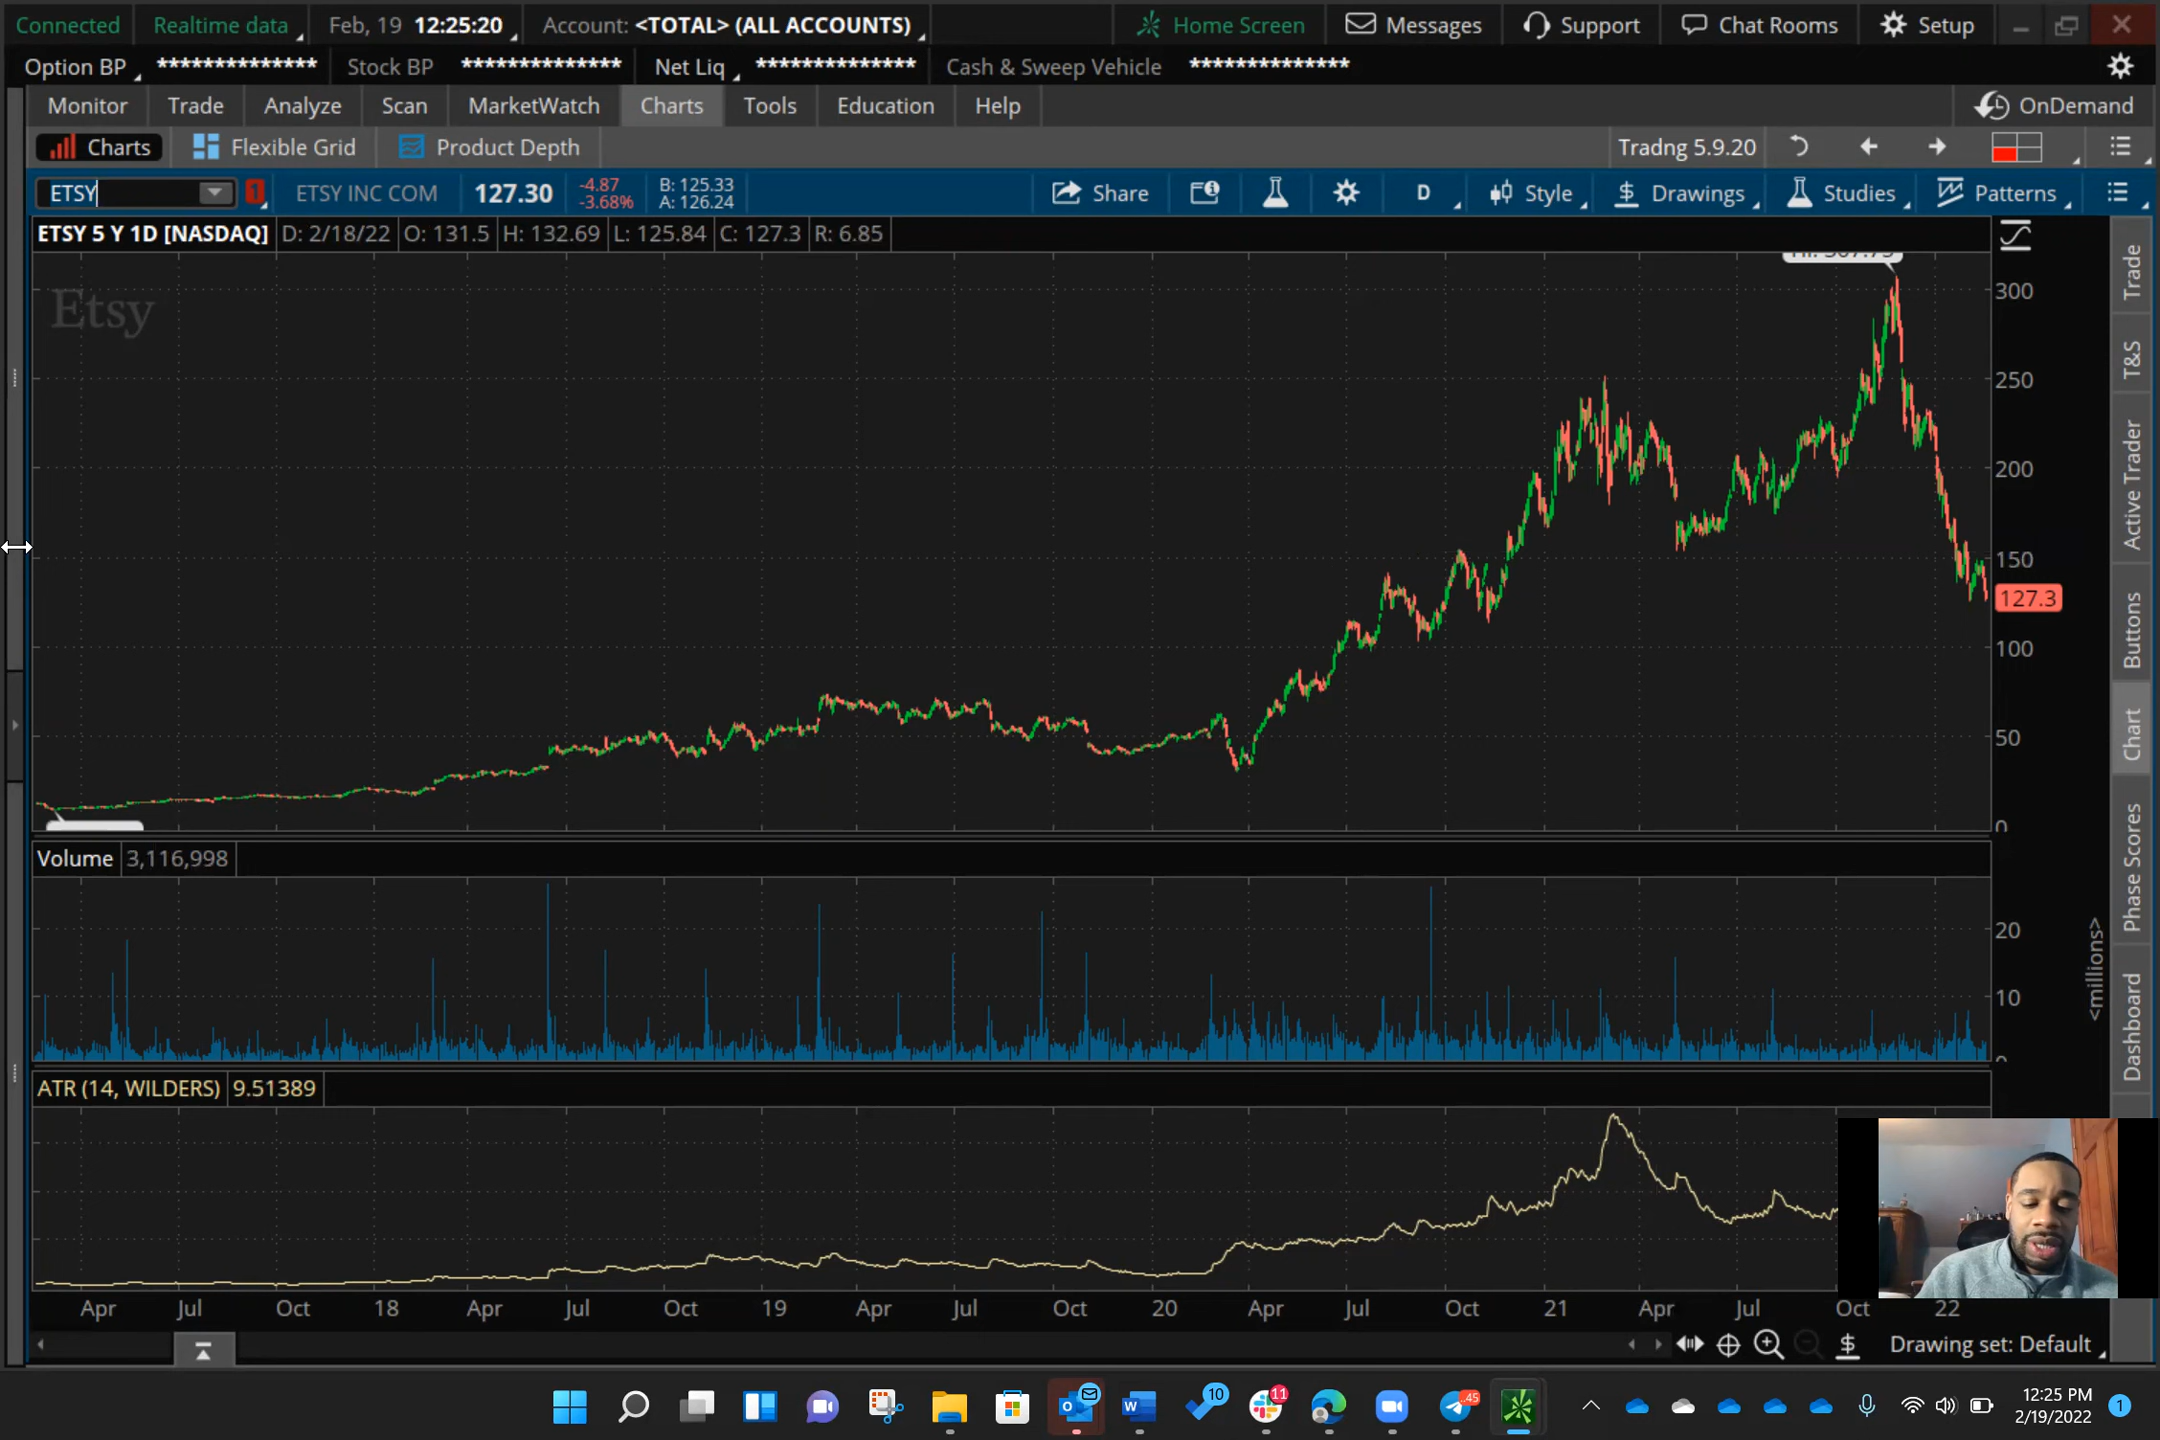 Connected Realtime data Feb, 19 12:25:20 Account: <TOTAL> (ALL ACCOUNTS) Home Screen Messages Support Chat Rooms Setup
Option BP ************** Stock BP ************** Net Liq ************** Cash & Sweep Vehicle **************
Monitor Trade Analyze Scan MarketWatch Charts Tools Education Help OnDemand
Charts Flexible Grid Product Depth Tradng 5.9.20
ETSY 1 ETSY INC COM 127.30 -4.87 B: 125.33 Share D Style Drawings Studies Patterns
-3.68% A: 126.24
ETSY 5 Y 1D [NASDAQ] D: 2/18/22 O: 131.5 H: 132.69 L: 125.84 C: 127.3 R: 6.85
Etsy
300
250
200
150
127.3
100
50
0
Volume 3,116,998
20
10
<millions>
ATR (14, WILDERS) 9.51389
Trade
T&S
Active Trader
Buttons
Chart
Phase Scores
Dashboard
Apr Jul Oct 18 Apr Jul Oct 19 Apr Jul Oct 20 Apr Jul Oct 21 Apr Jul Oct 22
Drawing set: Default
10 11 45 12:25 PM 1
2/19/2022